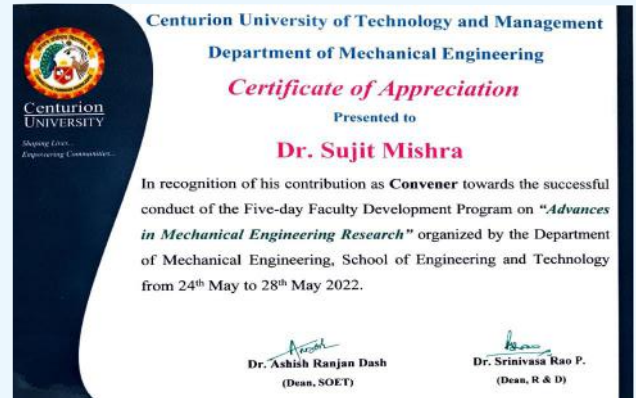 Centurion University of Technology and Management
Department of Mechanical Engineering
Certificate of Appreciation
Presented to
Dr. Sujit Mishra
Centurion
UNIVERSITY
Shaping Lives...
Empowering Communities...
In recognition of his contribution as Convener towards the successful
conduct of the Five-day Faculty Development Program on “Advances
in Mechanical Engineering Research” organized by the Department
of Mechanical Engineering, School of Engineering and Technology
from 24th May to 28th May 2022.
Dr. Ashish Ranjan Dash
(Dean, SOET)
Dr. Srinivasa Rao P.
(Dean, R & D)